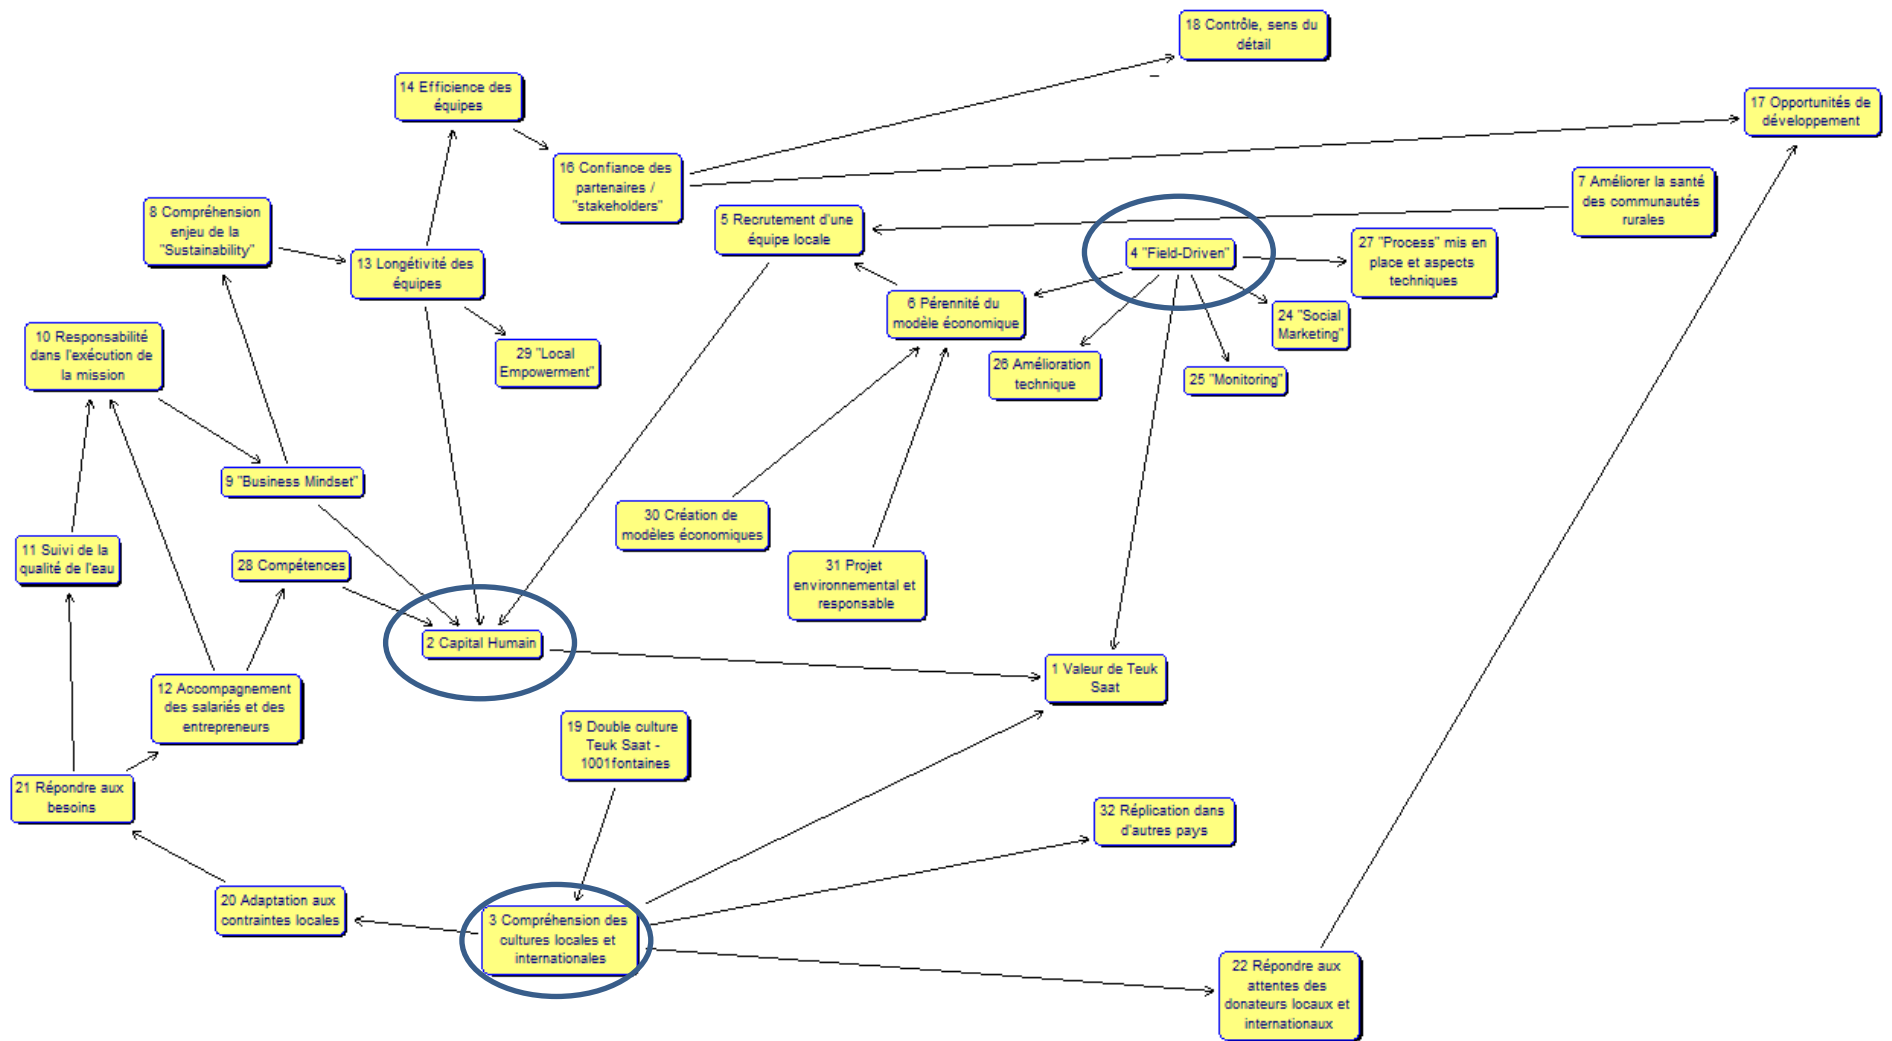 18 Contrôle, sens du
détail
–
14 Efficience des
équipes
17 Opportunités de
développement
16 Confiance des
partenaires /
"stakeholders"
7 Améliorer la santé
des communautés
rurales
8 Compréhension
enjeu de la
"Sustainability"
5 Recrutement d'une
équipe locale
4 "Field-Driven"
27 "Process" mis en
place et aspects
techniques
13 Longétivité des
équipes
6 Pérennité du
modèle économique
24 "Social
Marketing"
10 Responsabilité
dans l'exécution de
la mission
29 "Local
Empowerment"
26 Amélioration
technique
25 "Monitoring"
9 "Business Mindset"
30 Création de
modèles économiques
11 Suivi de la
qualité de l'eau
28 Compétences
31 Projet
environnemental et
responsable
2 Capital Humain
1 Valeur de Teuk
Saat
12 Accompagnement
des salariés et des
entrepreneurs
19 Double culture
Teuk Saat -
1001fontaines
21 Répondre aux
besoins
32 Réplication dans
d'autres pays
20 Adaptation aux
contraintes locales
3 Compréhension des
cultures locales et
internationales
22 Répondre aux
attentes des
donateurs locaux et
internationaux